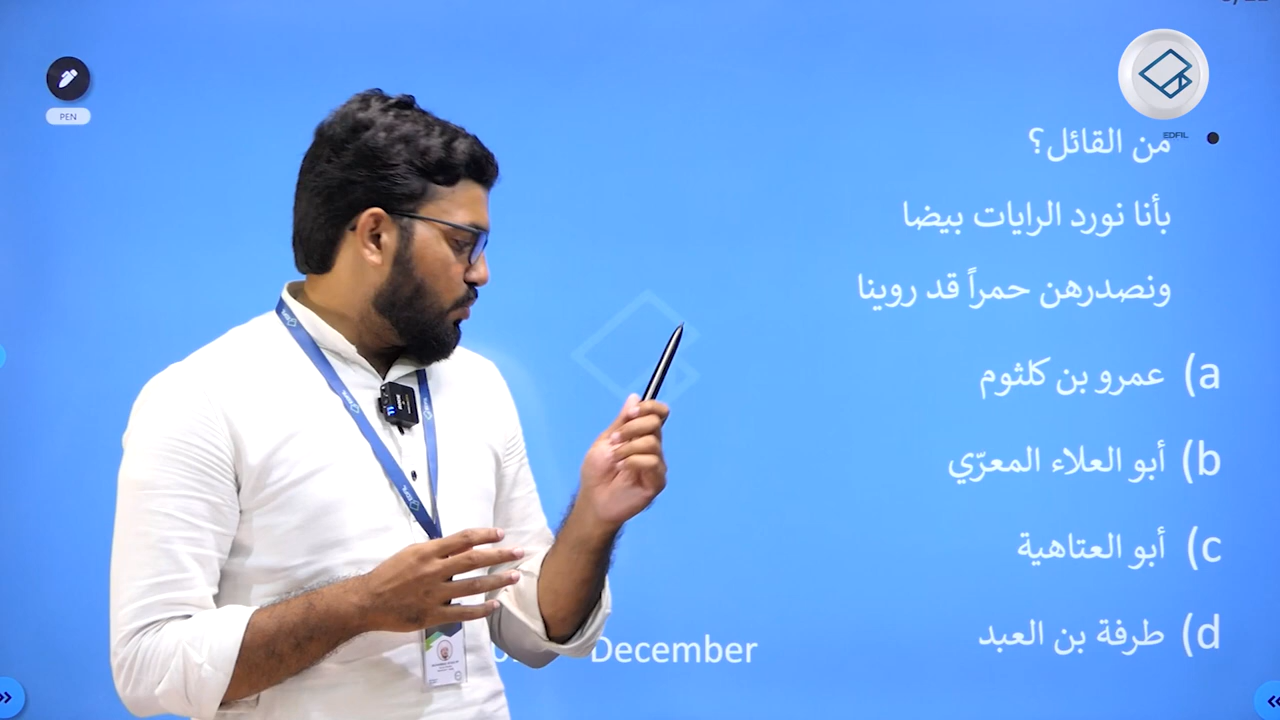 PEN
EDFIL
من القائل؟
بأنا نورد الرايات بيضا
ونصدرهن حمراً قد روينا
a) عمرو بن كلثوم
b) أبو العلاء المعرّي
c) أبو العتاهية
d) طرفة بن العبد
December